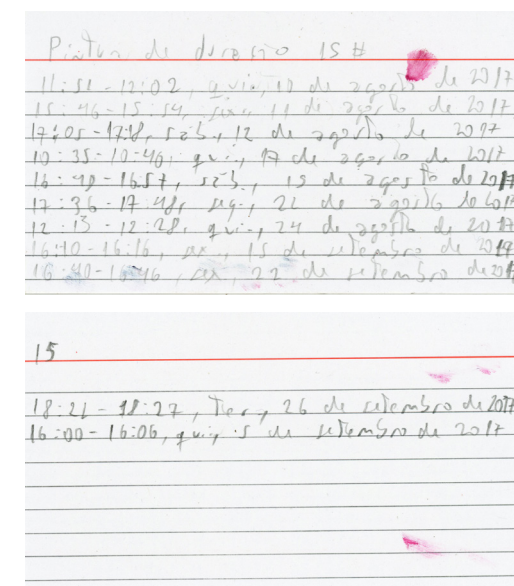 Pintura de duração 15 #
11:51 - 12:02, qui., 10 de agosto de 2017
15:46 - 15:54, sex., 11 de agosto de 2017
17:05 - 17:18, sáb., 12 de agosto de 2017
10:35 - 10:46, qui., 17 de agosto de 2017
16:49 - 16:57, sáb., 19 de agosto de 2017
17:36 - 17:48, seg., 21 de agosto de 2017
12:15 - 12:28, qui., 24 de agosto de 2017
16:10 - 16:16, sex., 15 de setembro de 2017
16:40 - 16:46, sex., 22 de setembro de 201
15
18:21 - 18:27, Ter., 26 de setembro de 2017
16:00 - 16:06, qui., 5 de setembro de 2017